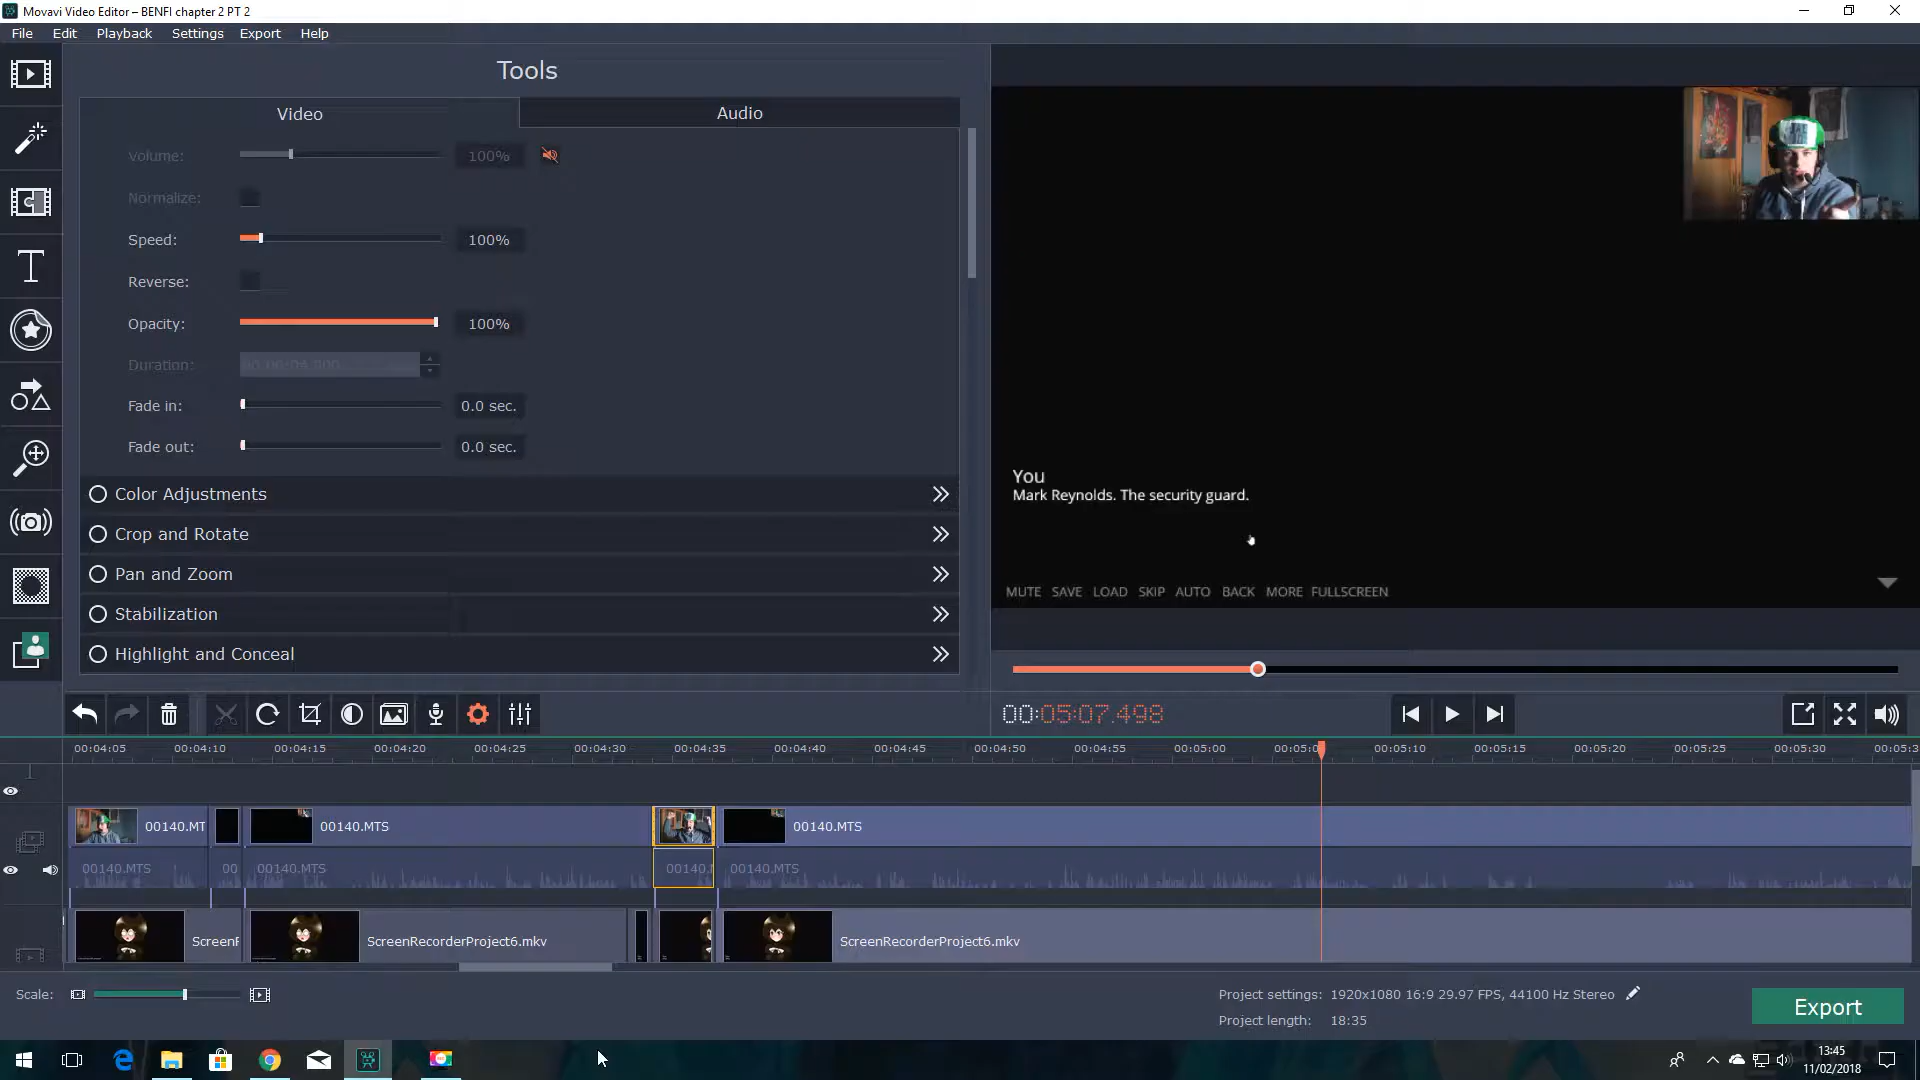 Movavi Video Editor – BENFI chapter 2 PT 2
File Edit Playback Settings Export Help
Tools
Video Audio
Volume: 100%
Normalize:
Speed: 100%
Reverse:
Opacity: 100%
Duration:
Fade in: 0.0 sec.
Fade out: 0.0 sec.
Color Adjustments
Crop and Rotate
Pan and Zoom
Stabilization
Highlight and Conceal
You
Mark Reynolds. The security guard.
MUTE SAVE LOAD SKIP AUTO BACK MORE FULLSCREEN
00:05:07.498
00:04:05 00:04:10 00:04:15 00:04:20 00:04:25 00:04:30 00:04:35 00:04:40 00:04:45 00:04:50 00:04:55 00:05:00 00:05:0 00:05:10 00:05:15 00:05:20 00:05:25 00:05:30 00:05:3
00140.MT 00140.MTS 00140.MTS
00140.MTS 00 00140.MTS 00140.M 00140.MTS
ScreenR ScreenRecorderProject6.mkv ScreenRecorderProject6.mkv
Scale:
Project settings: 1920x1080 16:9 29.97 FPS, 44100 Hz Stereo
Project length: 18:35
Export
13:45
11/02/2018